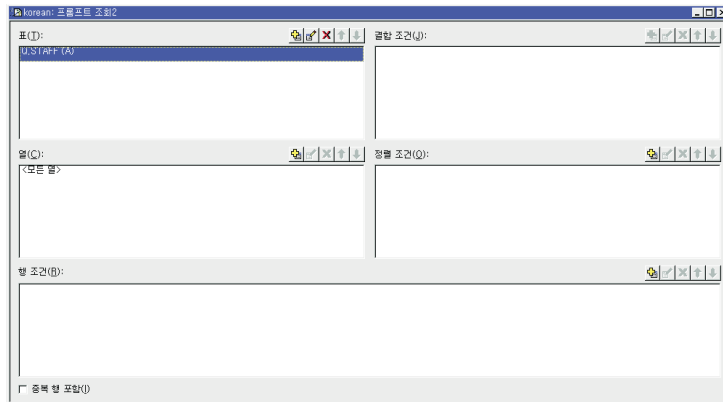 korean: 프롬프트 조회2
표(T):
결합 조건(J):
Q.STAFF (A)
열(C):
정렬 조건(O):
<모든 열>
행 조건(R):
중복 행 포함(I)